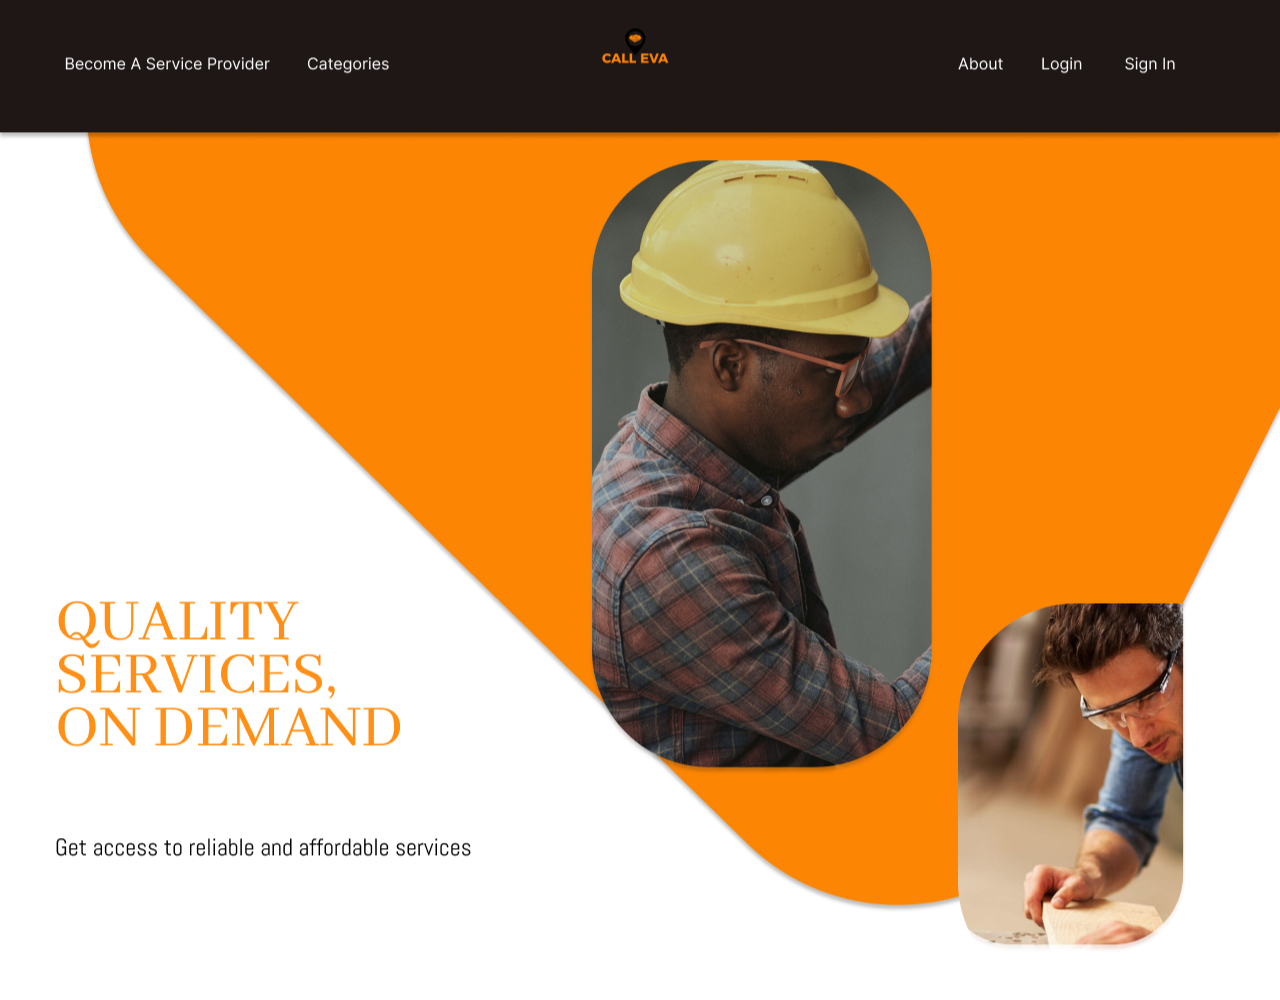 Become A Service Provider
Categories
CALL EVA
About
Login
Sign In
QUALITY
SERVICES,
ON DEMAND
Get access to reliable and affordable services